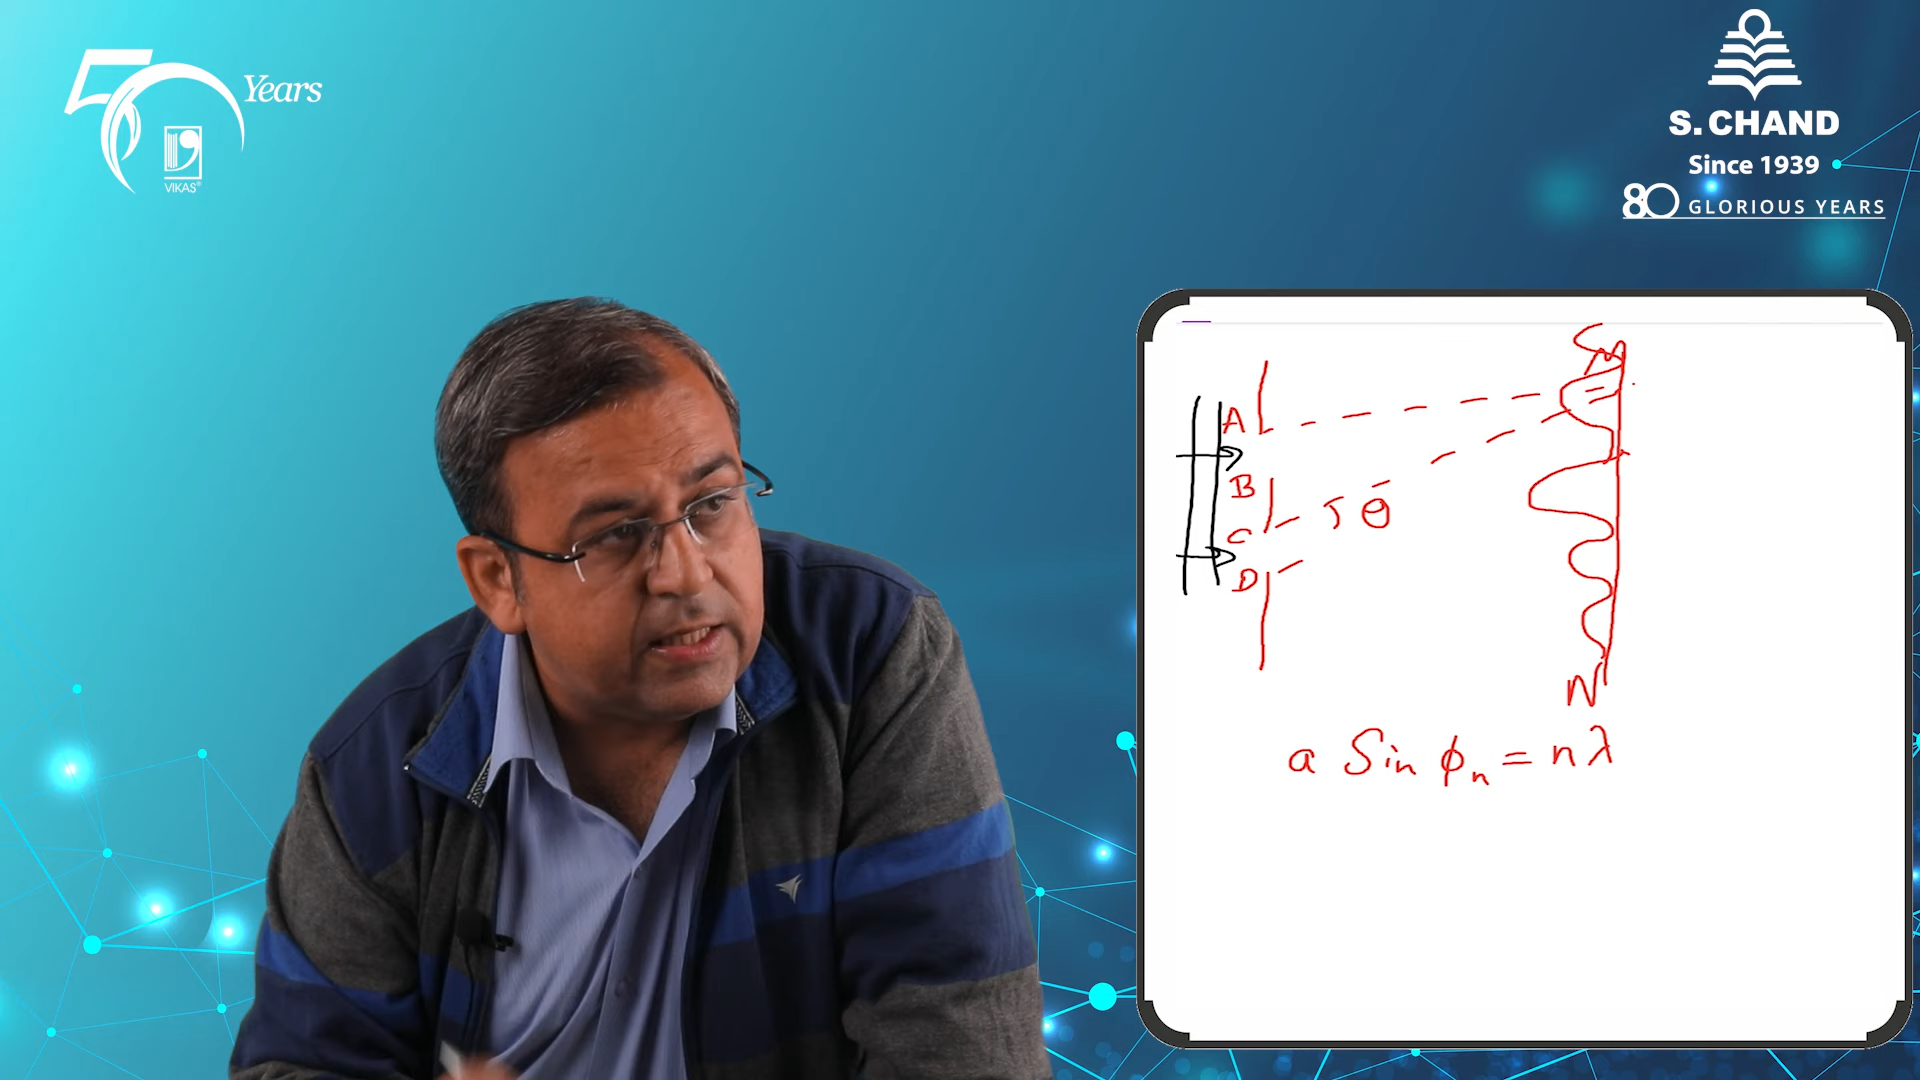 50 Years
VIKAS®
S. CHAND
Since 1939
80 GLORIOUS YEARS
M
A
B
θ
C
D
N
a Sin ϕn = nλ